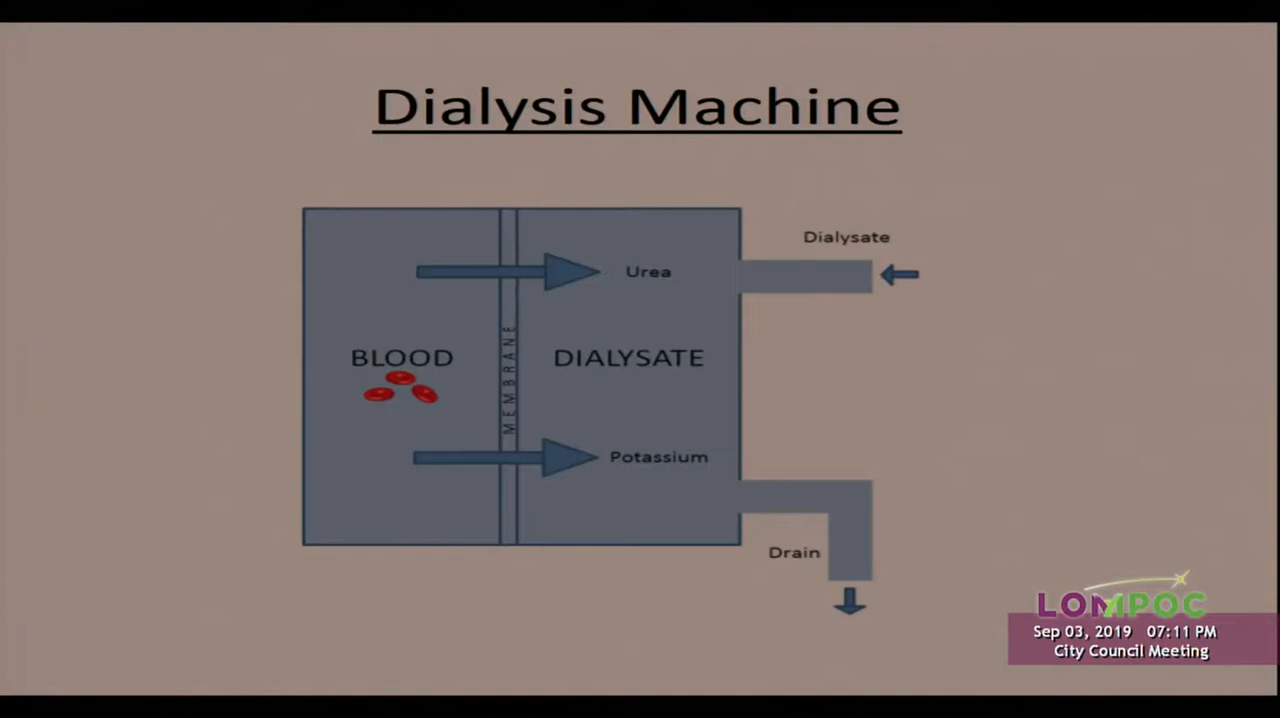 Dialysis Machine
Dialysate
Urea
MEMBRANE
BLOOD
DIALYSATE
Potassium
Drain
LOMPOC
Sep 03, 2019 07:11 PM
City Council Meeting